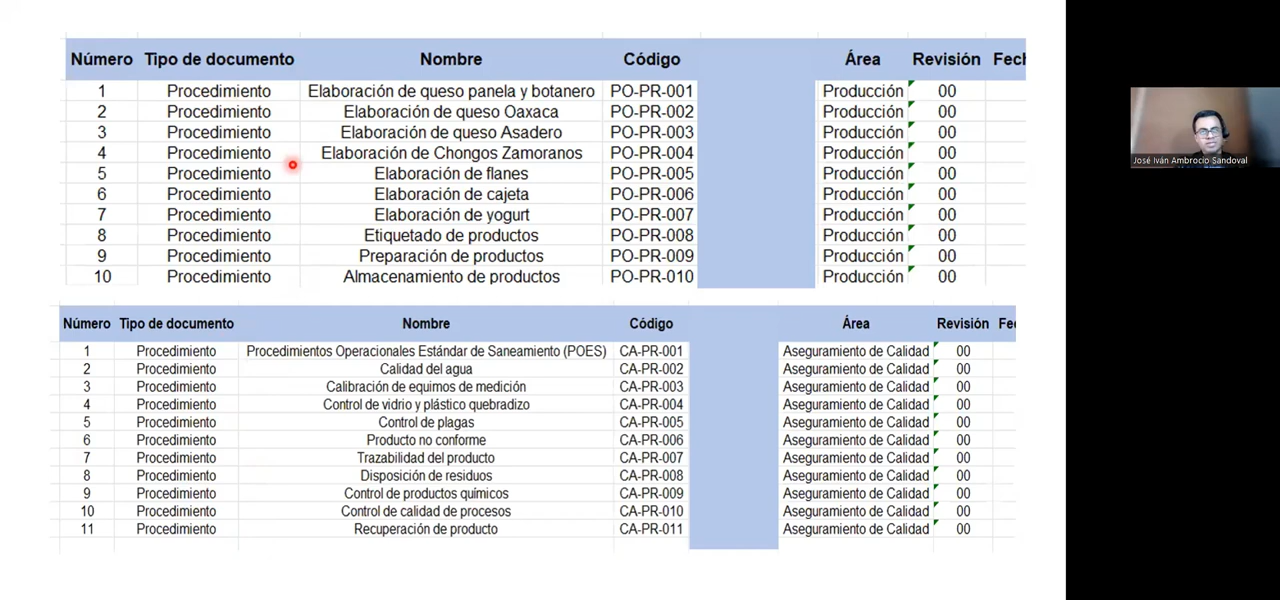 Número Tipo de documento Nombre Código Área Revisión Fech
1 Procedimiento Elaboración de queso panela y botanero PO-PR-001 Producción 00
2 Procedimiento Elaboración de queso Oaxaca PO-PR-002 Producción 00
3 Procedimiento Elaboración de queso Asadero PO-PR-003 Producción 00
4 Procedimiento Elaboración de Chongos Zamoranos PO-PR-004 Producción 00
5 Procedimiento Elaboración de flanes PO-PR-005 Producción 00
6 Procedimiento Elaboración de cajeta PO-PR-006 Producción 00
7 Procedimiento Elaboración de yogurt PO-PR-007 Producción 00
8 Procedimiento Etiquetado de productos PO-PR-008 Producción 00
9 Procedimiento Preparación de productos PO-PR-009 Producción 00
10 Procedimiento Almacenamiento de productos PO-PR-010 Producción 00
Número Tipo de documento Nombre Código Área Revisión Fec
1 Procedimiento Procedimientos Operacionales Estándar de Saneamiento (POES) CA-PR-001 Aseguramiento de Calidad 00
2 Procedimiento Calidad del agua CA-PR-002 Aseguramiento de Calidad 00
3 Procedimiento Calibración de equimos de medición CA-PR-003 Aseguramiento de Calidad 00
4 Procedimiento Control de vidrio y plástico quebradizo CA-PR-004 Aseguramiento de Calidad 00
5 Procedimiento Control de plagas CA-PR-005 Aseguramiento de Calidad 00
6 Procedimiento Producto no conforme CA-PR-006 Aseguramiento de Calidad 00
7 Procedimiento Trazabilidad del producto CA-PR-007 Aseguramiento de Calidad 00
8 Procedimiento Disposición de residuos CA-PR-008 Aseguramiento de Calidad 00
9 Procedimiento Control de productos químicos CA-PR-009 Aseguramiento de Calidad 00
10 Procedimiento Control de calidad de procesos CA-PR-010 Aseguramiento de Calidad 00
11 Procedimiento Recuperación de producto CA-PR-011 Aseguramiento de Calidad 00
José Iván Ambrocio Sandoval